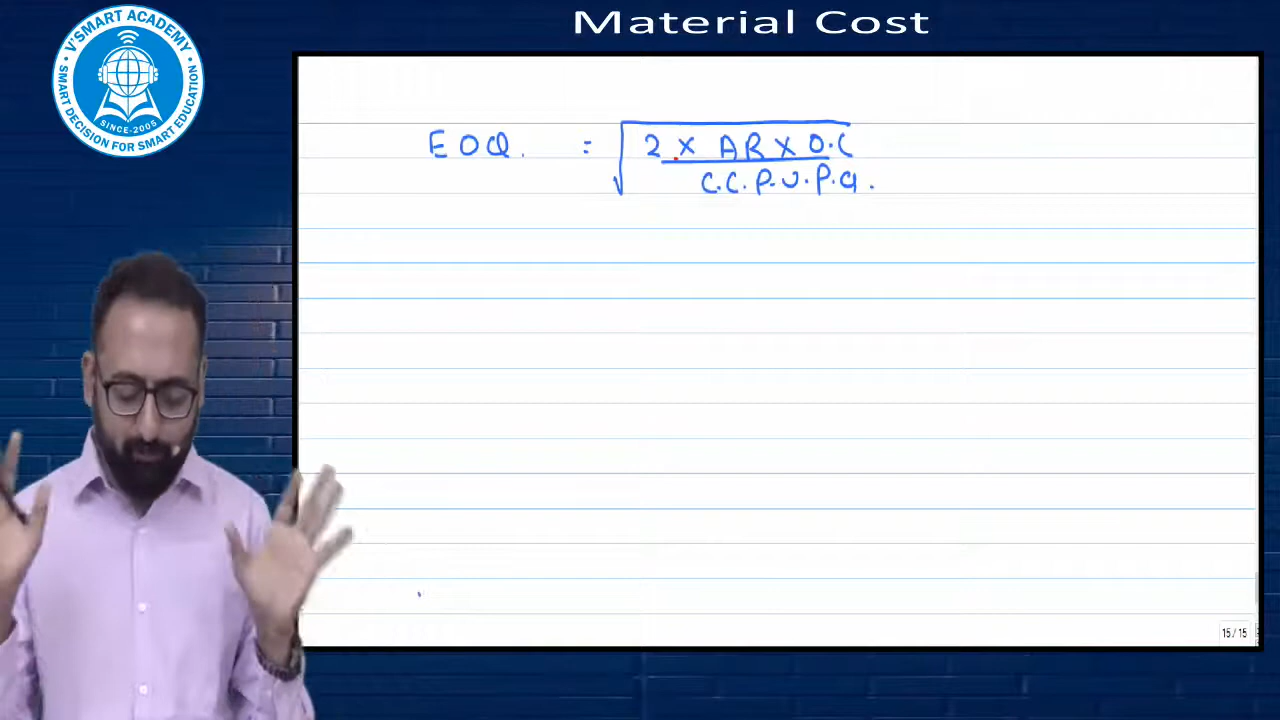 Material Cost
V'SMART ACADEMY
SMART DECISION FOR SMART EDUCATION
SINCE-2005
EOQ. = √ 2 × AR × O.C
C.C.P.U.P.a.
15 / 15